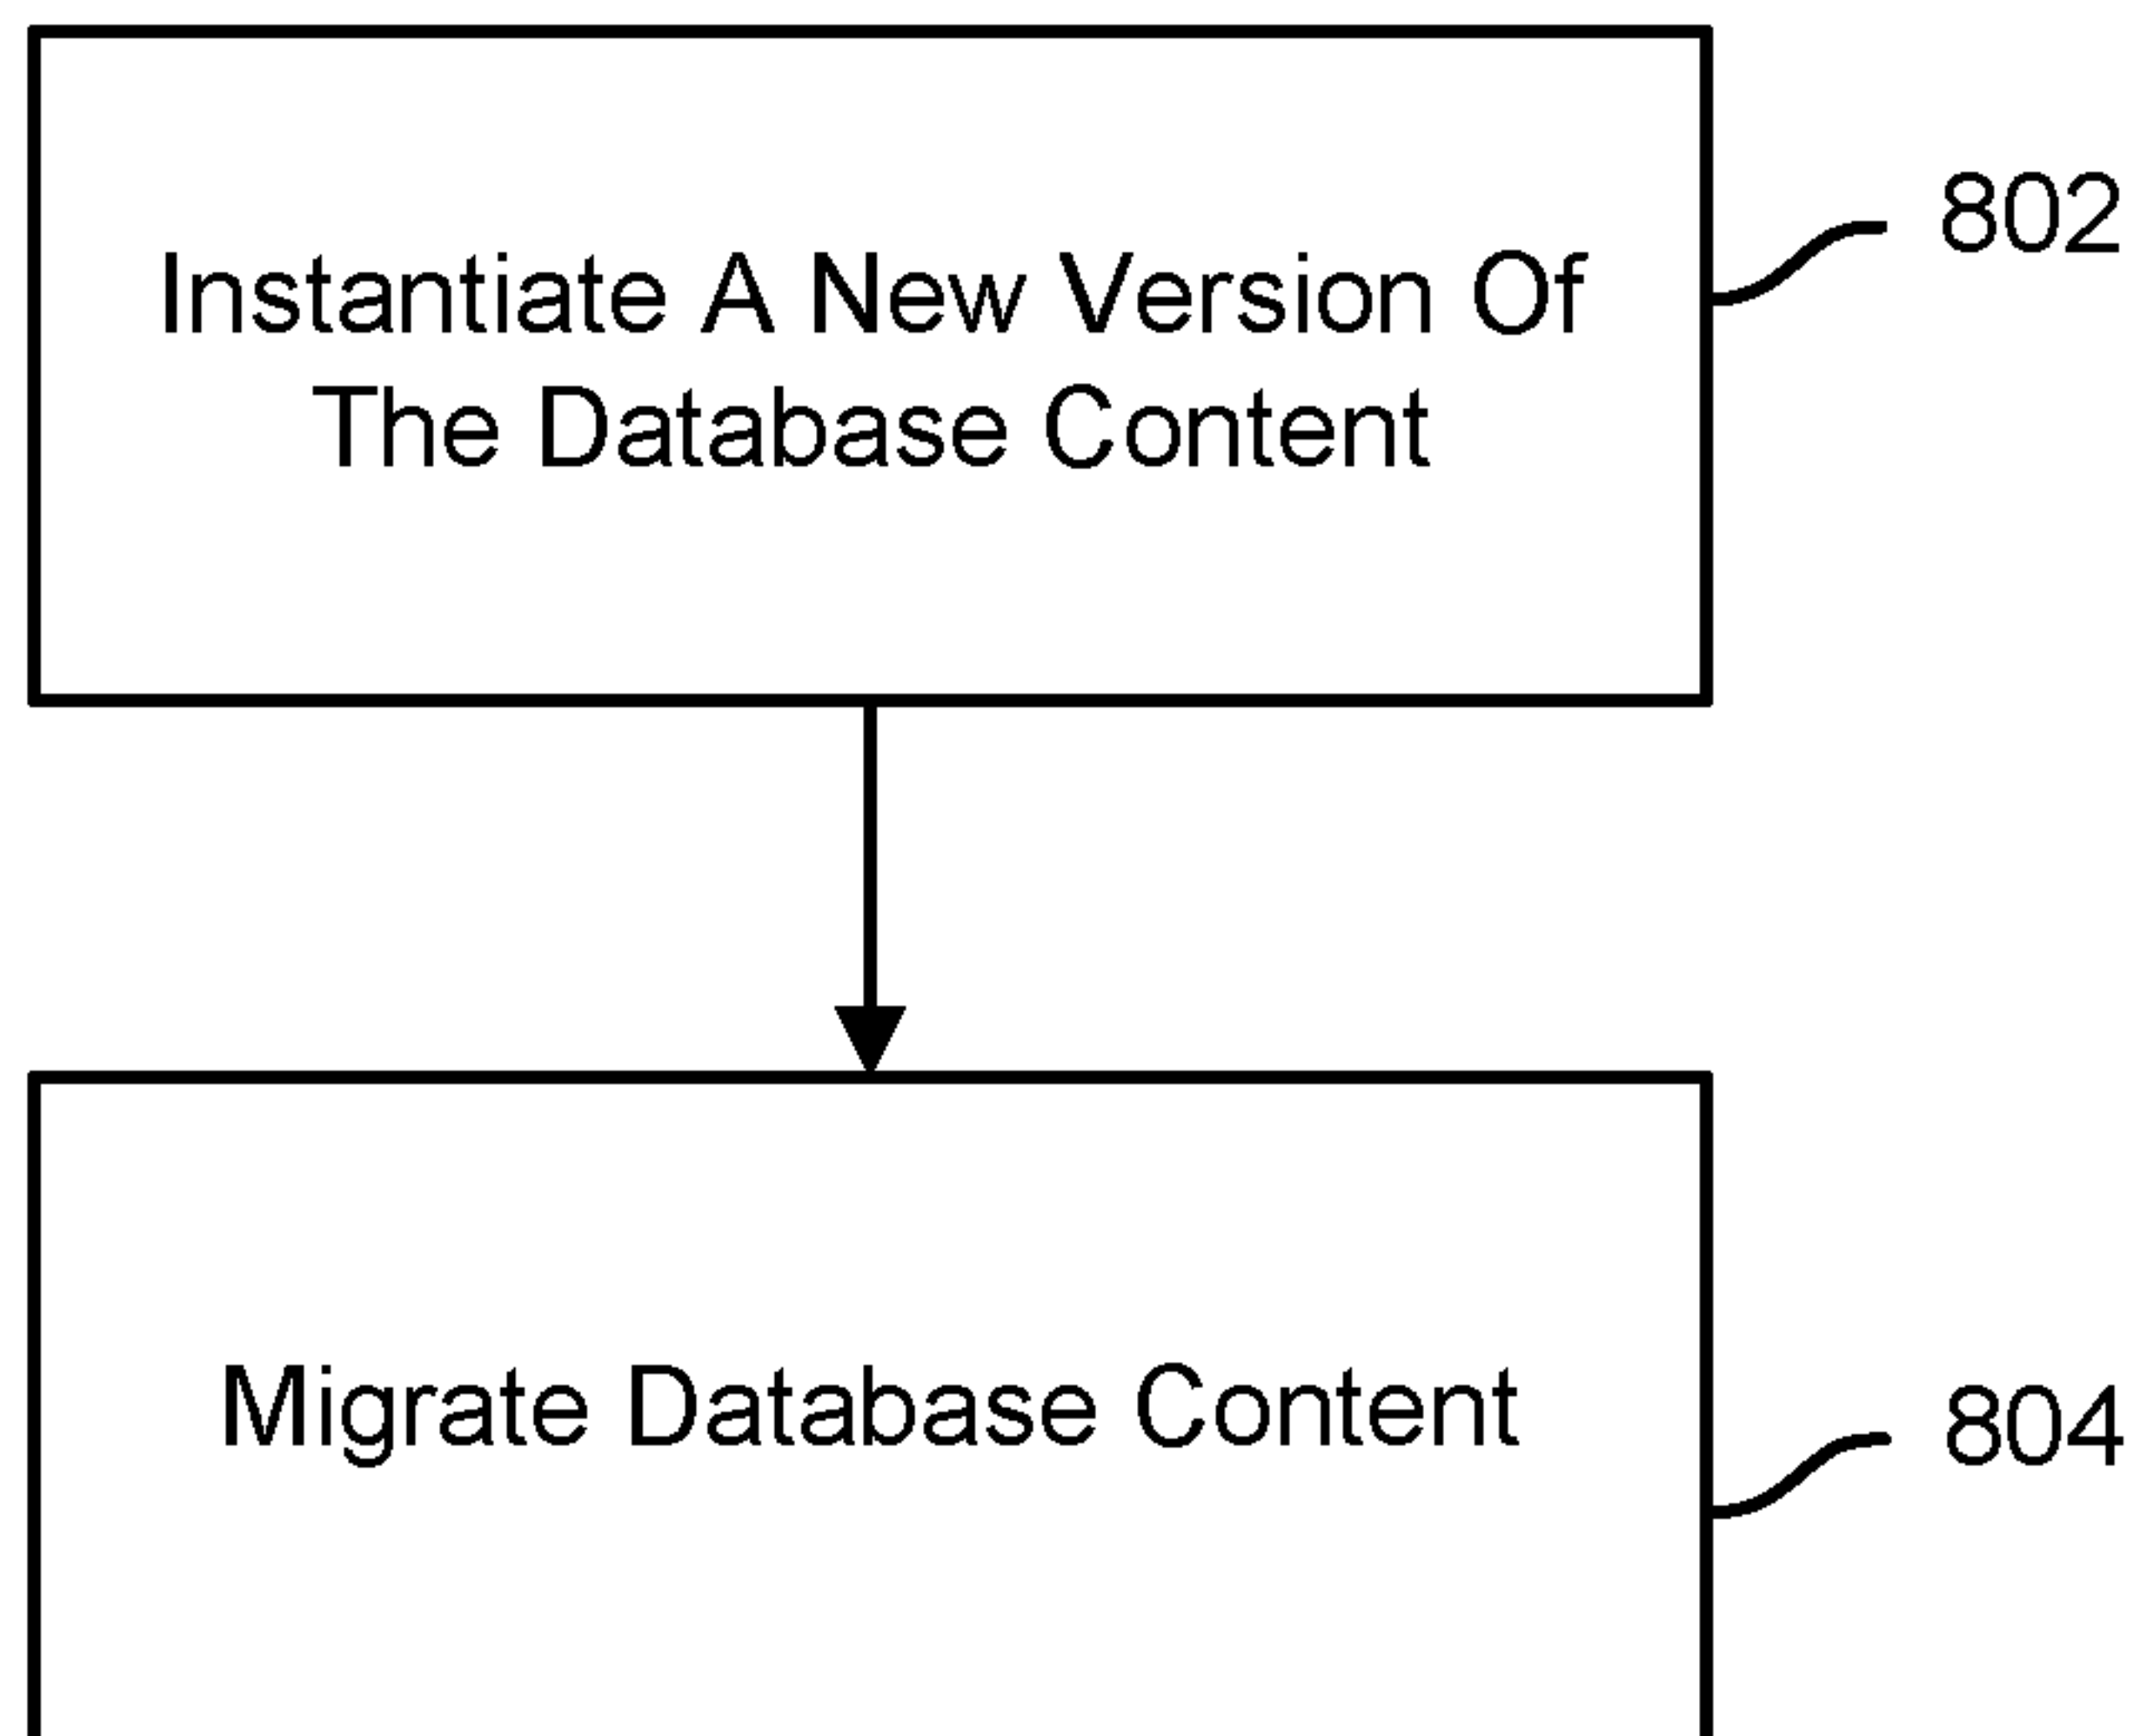 Instantiate A New Version Of
The Database Content
802
Migrate Database Content
804